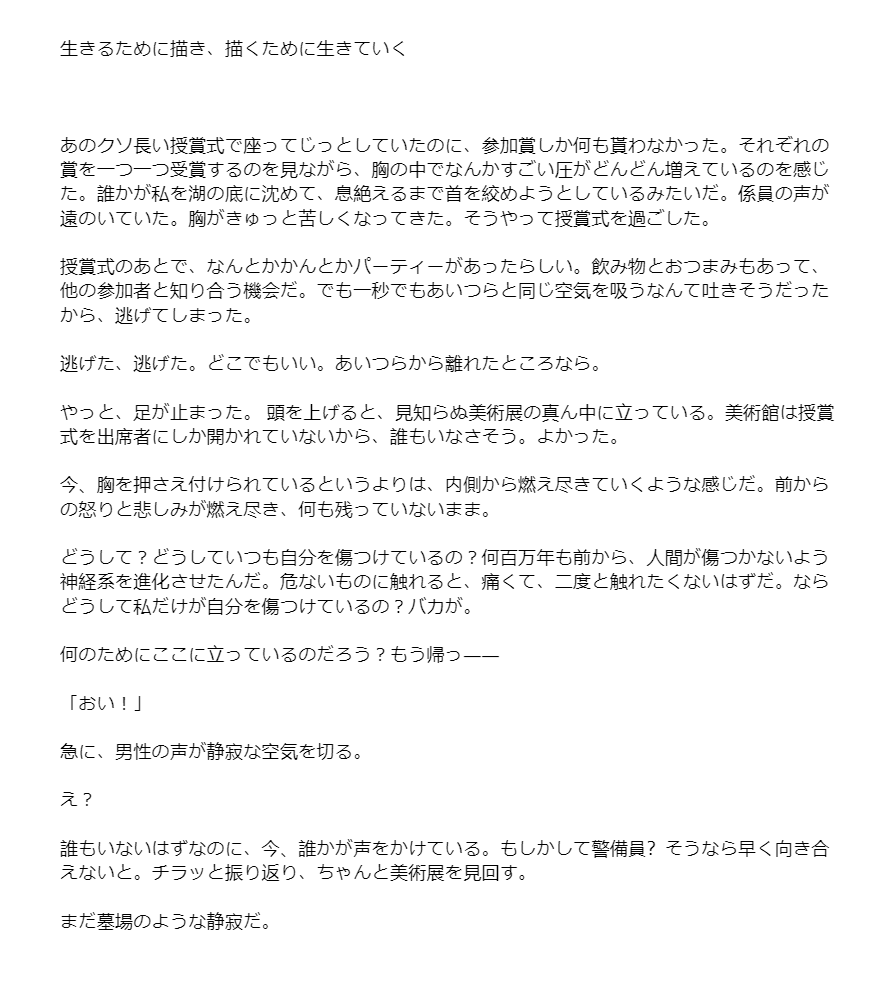 生きるために描き、描くために生きていく
あのクソ長い授賞式で座ってじっとしていたのに、参加賞しか何も貰わなかった。それぞれの
賞を一つ一つ受賞するのを見ながら、胸の中でなんかすごい圧がどんどん増えているのを感じ
た。誰かが私を湖の底に沈めて、息絶えるまで首を絞めようとしているみたいだ。係員の声が
遠のいていた。胸がきゅっと苦しくなってきた。そうやって授賞式を過ごした。
授賞式のあとで、なんとかかんとかパーティーがあったらしい。飲み物とおつまみもあって、
他の参加者と知り合う機会だ。でも一秒でもあいつらと同じ空気を吸うなんて吐きそうだった
から、逃げてしまった。
逃げた、逃げた。どこでもいい。あいつらから離れたところなら。
やっと、足が止まった。 頭を上げると、見知らぬ美術展の真ん中に立っている。美術館は授賞
式を出席者にしか開かれていないから、誰もいなさそう。よかった。
今、胸を押さえ付けられているというよりは、内側から燃え尽きていくような感じだ。前から
の怒りと悲しみが燃え尽き、何も残っていないまま。
どうして？どうしていつも自分を傷つけているの？何百万年も前から、人間が傷つかないよう
神経系を進化させたんだ。危ないものに触れると、痛くて、二度と触れたくないはずだ。なら
どうして私だけが自分を傷つけているの？バカが。
何のためにここに立っているのだろう？もう帰っ——
「おい！」
急に、男性の声が静寂な空気を切る。
え？
誰もいないはずなのに、今、誰かが声をかけている。もしかして警備員？そうなら早く向き合
えないと。チラッと振り返り、ちゃんと美術展を見回す。
まだ墓場のような静寂だ。